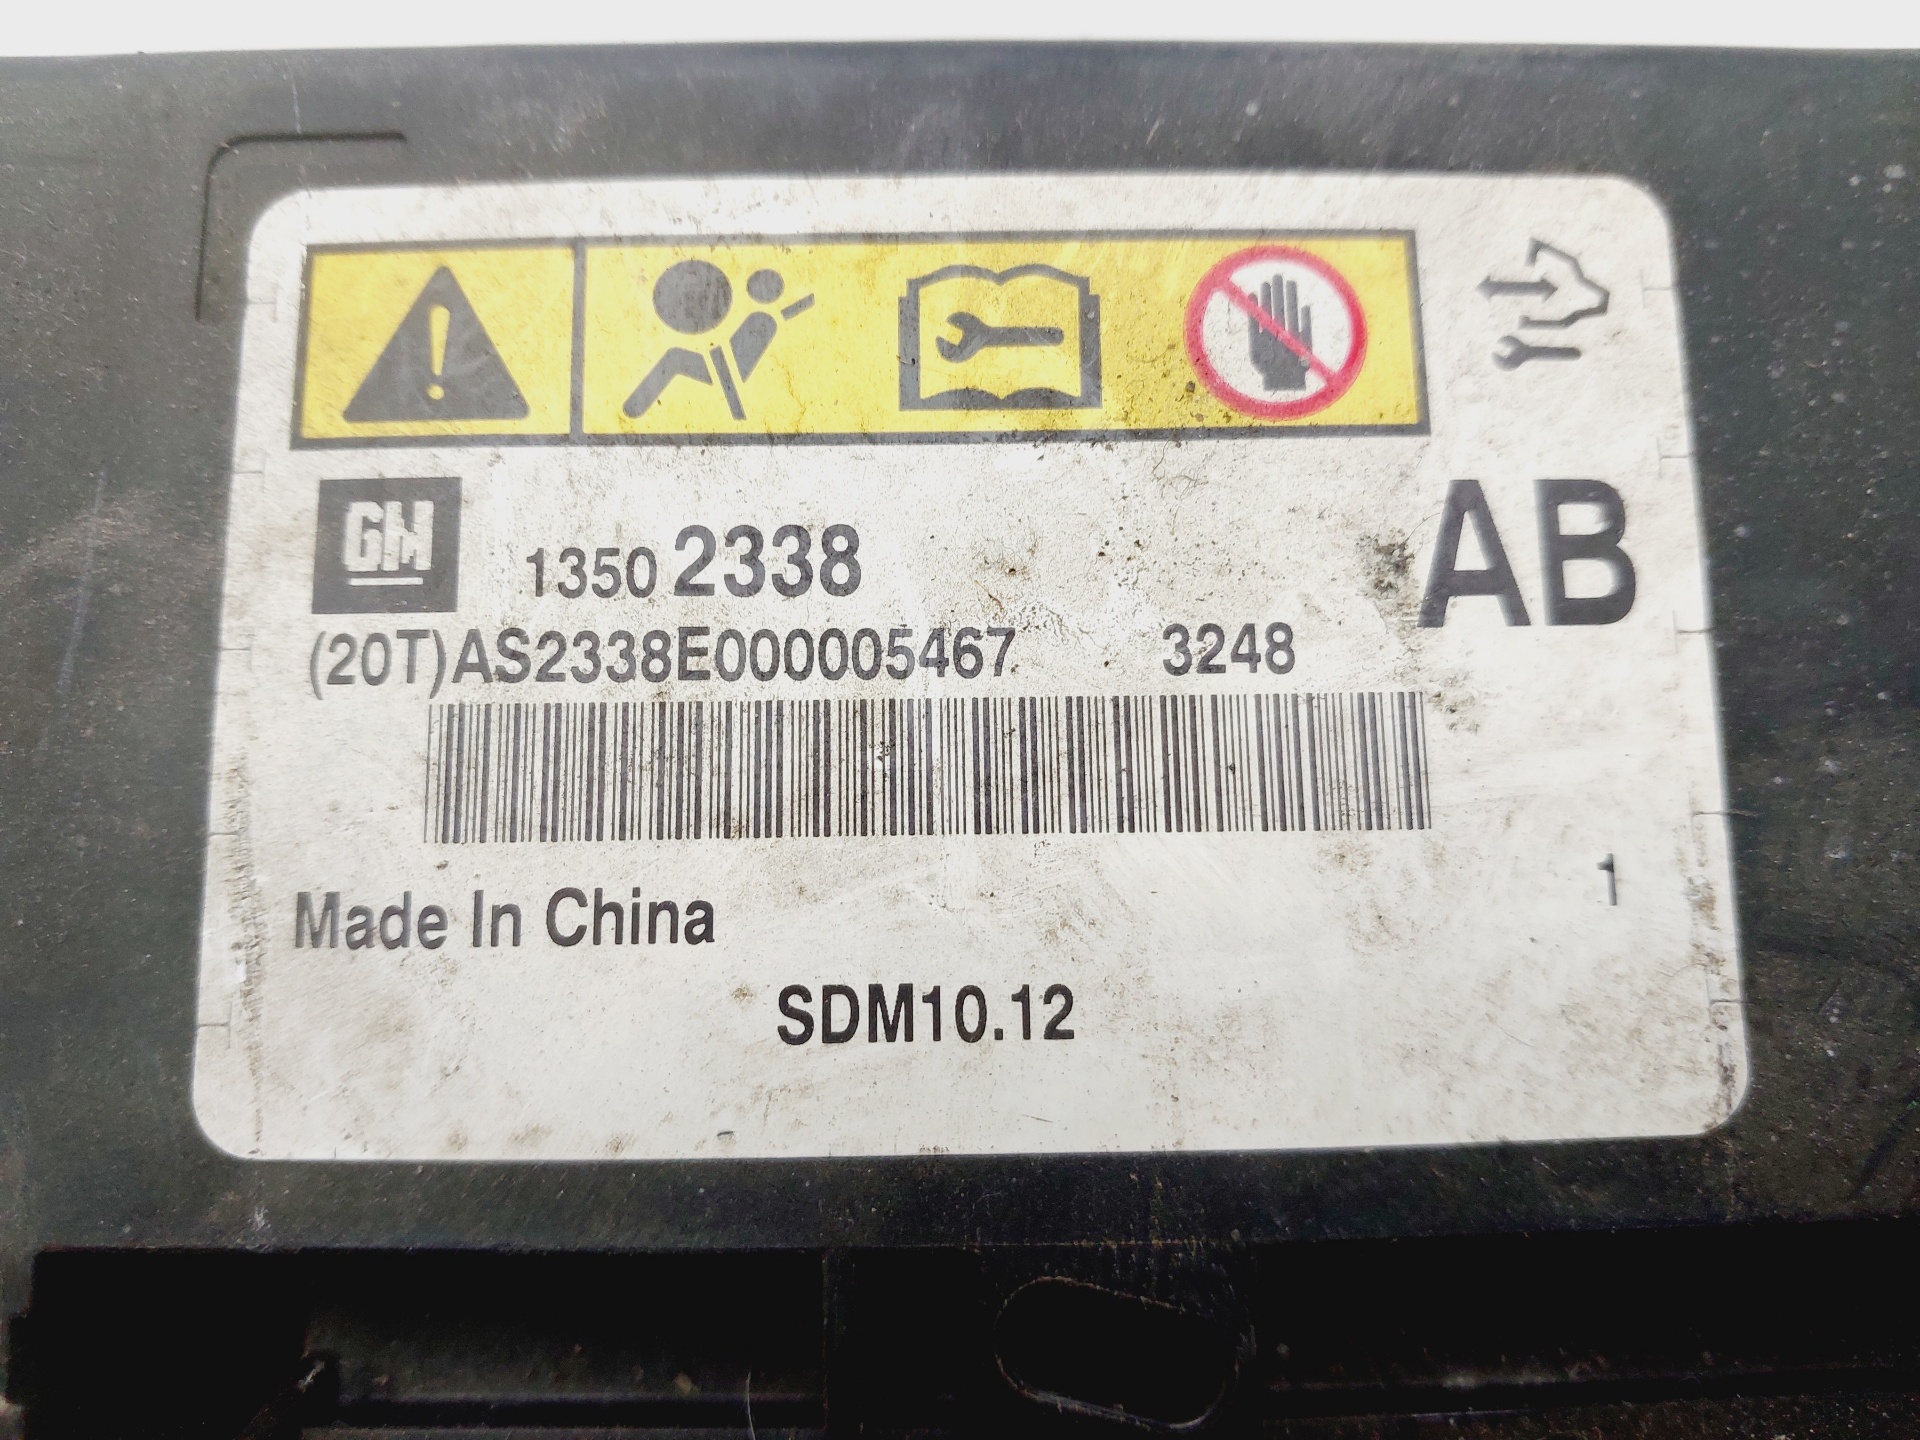 GM 1350 2338 AB
(20T)AS2338E000005467 3248
1
Made In China
SDM10.12